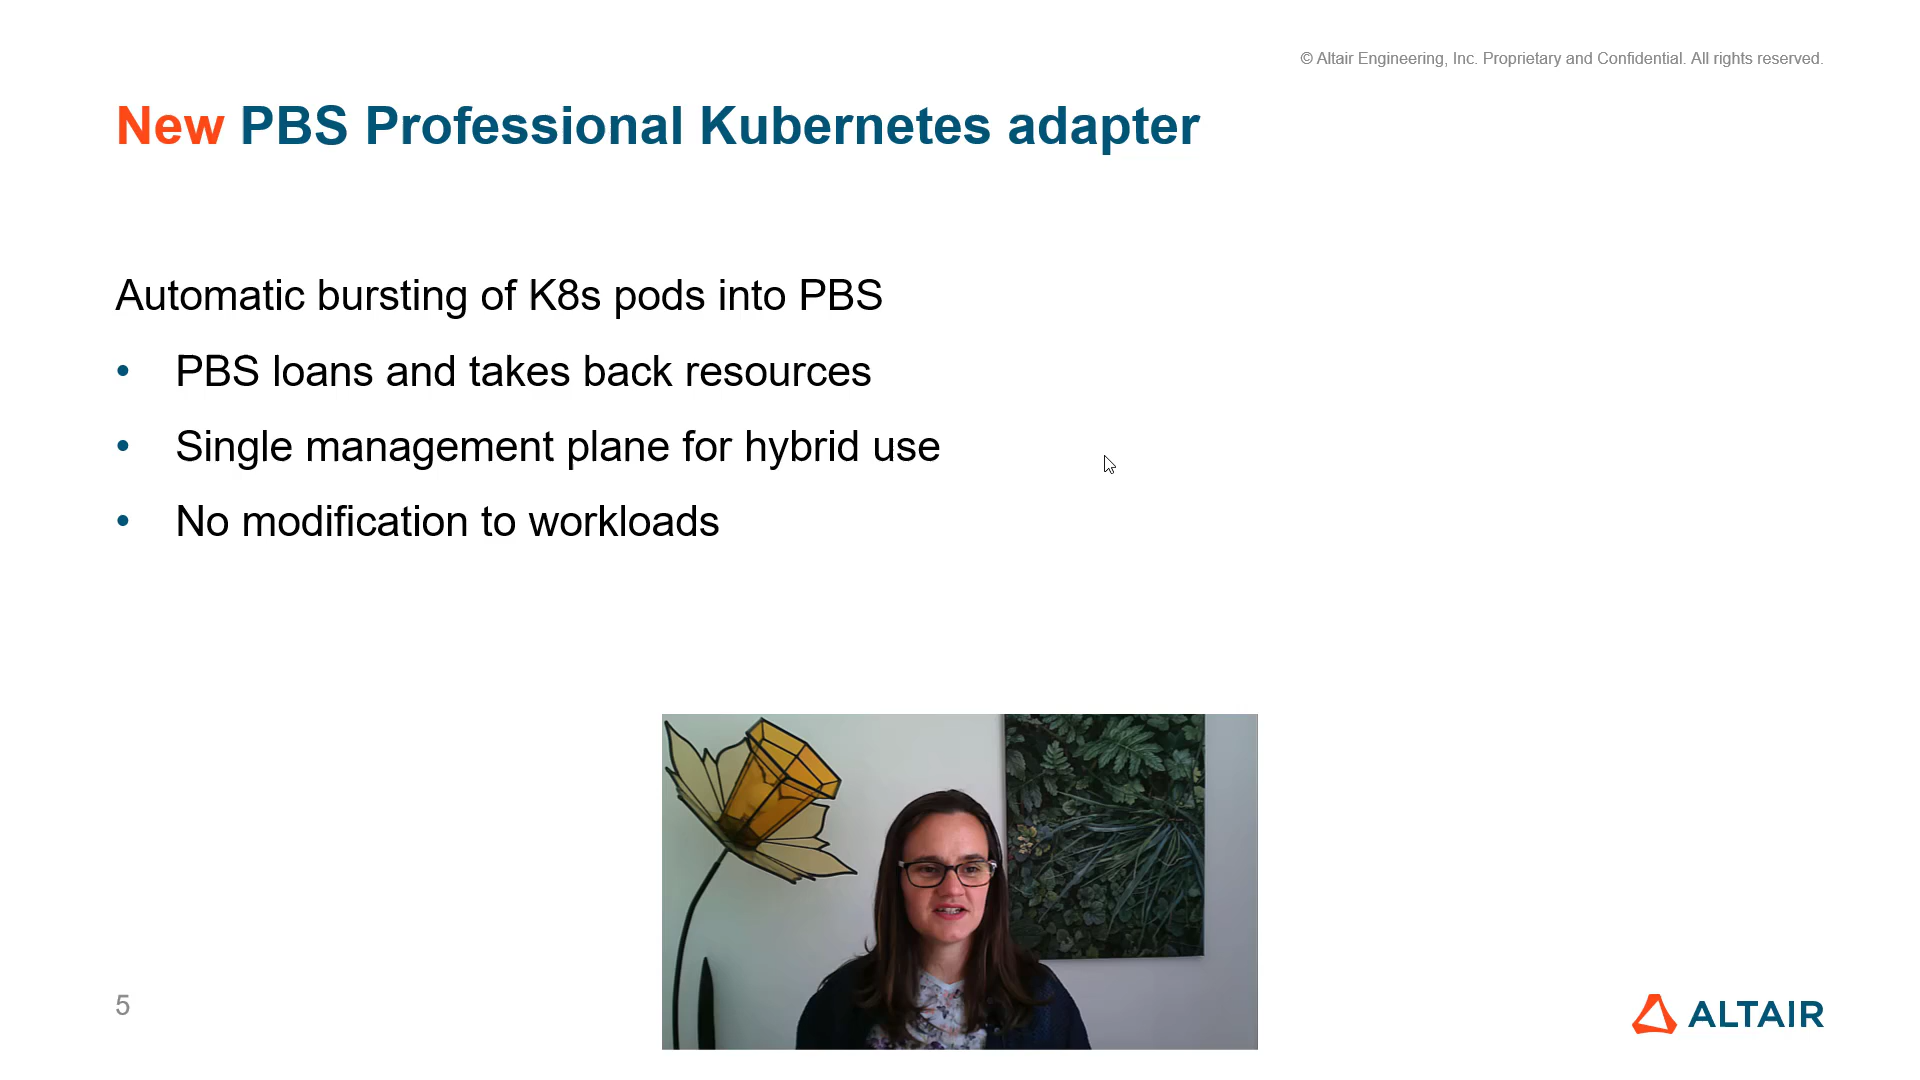 © Altair Engineering, Inc. Proprietary and Confidential. All rights reserved.
New PBS Professional Kubernetes adapter
Automatic bursting of K8s pods into PBS
• PBS loans and takes back resources
• Single management plane for hybrid use
• No modification to workloads
5
ALTAIR